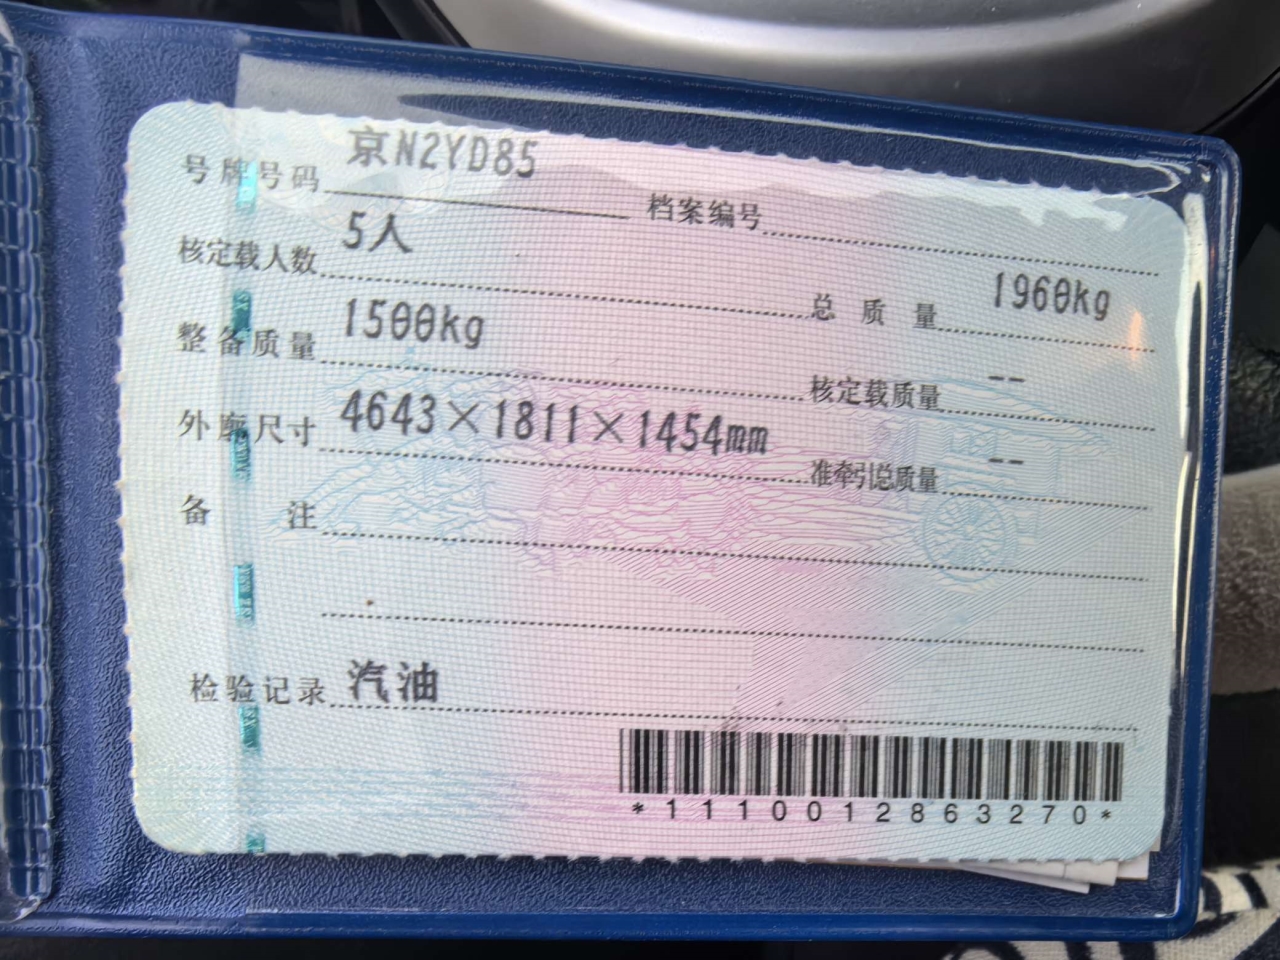 号牌号码 京N2YD85 档案编号
核定载人数 5人 总质量 1960kg
整备质量 1500kg 核定载质量 --
外廓尺寸 4643×1811×1454mm 准牵引总质量 --
备注
检验记录 汽油
*1110012863270*